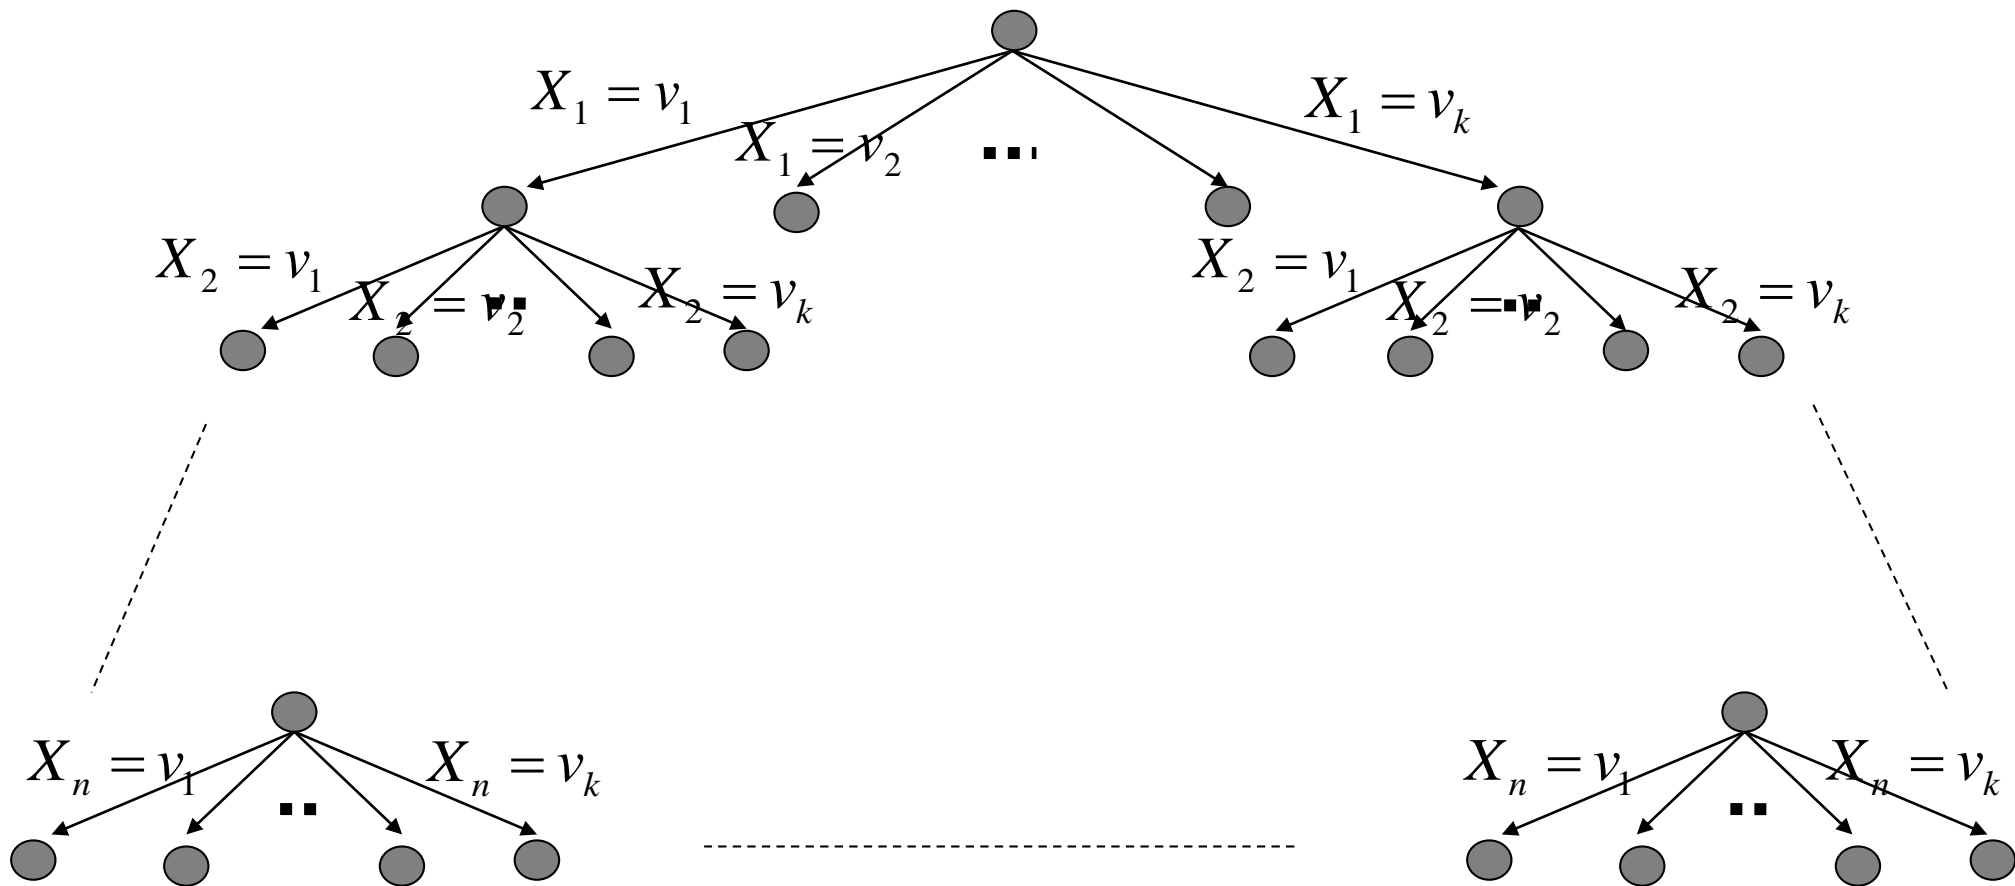 X₁ = v₁
X₁ = vₖ
X₁ = v₂
...
X₂ = v₁
X₂ = v₂
..
X₂ = vₖ
X₂ = v₁
X₂ = v₂
..
X₂ = vₖ
Xₙ = v₁
Xₙ = vₖ
Xₙ = v₁
Xₙ = vₖ
..
..